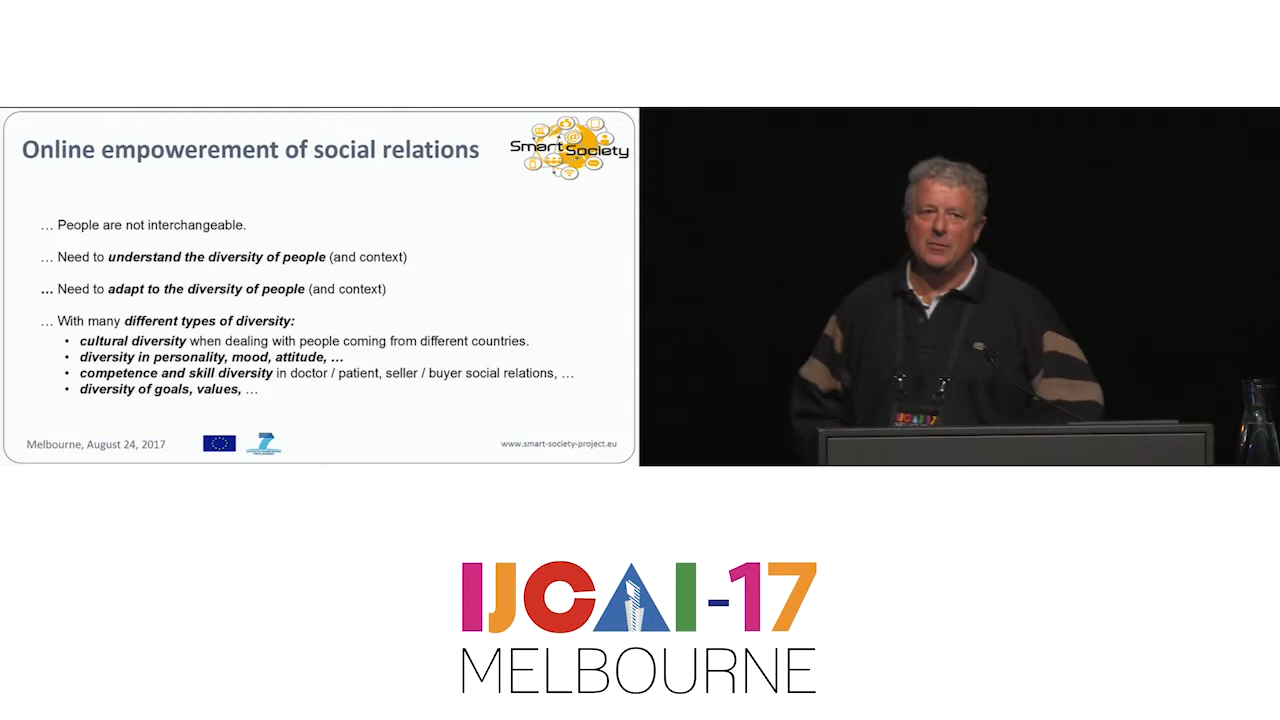 Online empowerement of social relations
Smart Society
… People are not interchangeable.
… Need to understand the diversity of people (and context)
… Need to adapt to the diversity of people (and context)
… With many different types of diversity:
• cultural diversity when dealing with people coming from different countries.
• diversity in personality, mood, attitude, …
• competence and skill diversity in doctor / patient, seller / buyer social relations, …
• diversity of goals, values, …
Melbourne, August 24, 2017
www.smart-society-project.eu
IJCAI-17
IJCAI-17
MELBOURNE